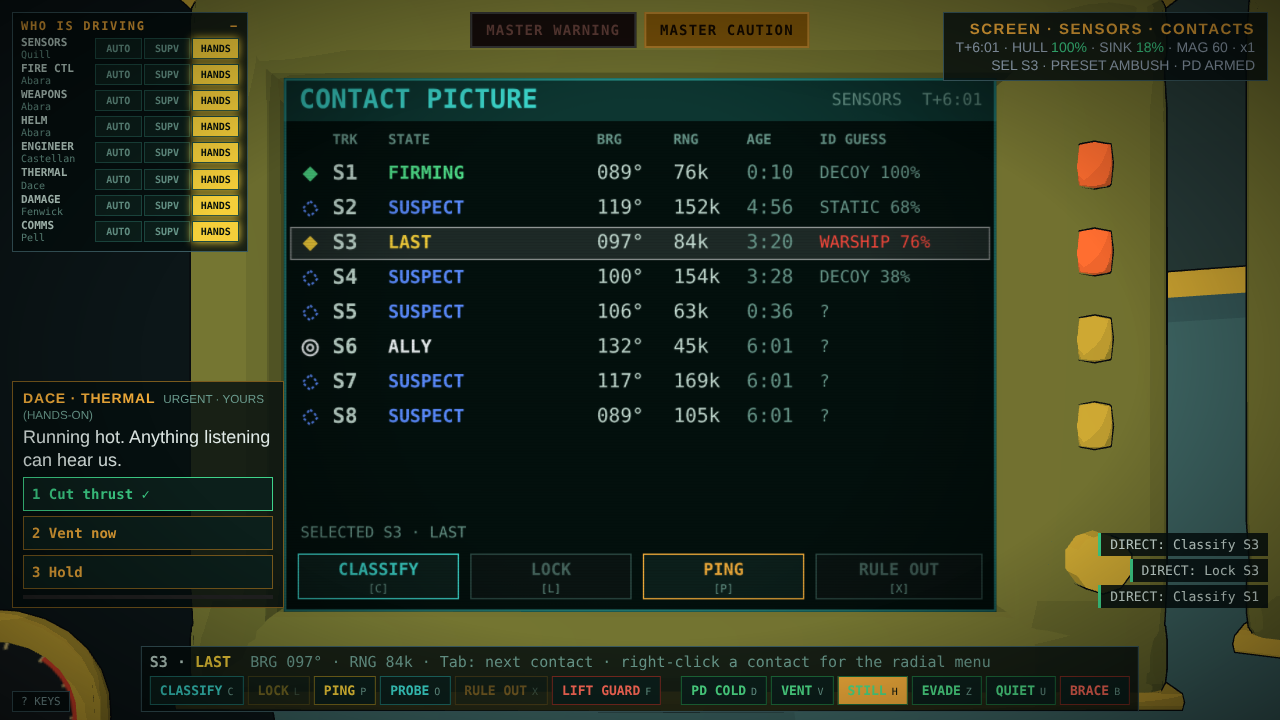 WHO IS DRIVING –
SENSORS Quill AUTO SUPV HANDS
FIRE CTL Abara AUTO SUPV HANDS
WEAPONS Abara AUTO SUPV HANDS
HELM Abara AUTO SUPV HANDS
ENGINEER Castellan AUTO SUPV HANDS
THERMAL Dace AUTO SUPV HANDS
DAMAGE Fenwick AUTO SUPV HANDS
COMMS Pell AUTO SUPV HANDS
MASTER WARNING MASTER CAUTION
SCREEN · SENSORS · CONTACTS
T+6:01 · HULL 100% · SINK 18% · MAG 60 · x1
SEL S3 · PRESET AMBUSH · PD ARMED
CONTACT PICTURE SENSORS T+6:01
TRK STATE BRG RNG AGE ID GUESS
S1 FIRMING 089° 76k 0:10 DECOY 100%
S2 SUSPECT 119° 152k 4:56 STATIC 68%
S3 LAST 097° 84k 3:20 WARSHIP 76%
S4 SUSPECT 100° 154k 3:28 DECOY 38%
S5 SUSPECT 106° 63k 0:36 ?
S6 ALLY 132° 45k 6:01 ?
S7 SUSPECT 117° 169k 6:01 ?
S8 SUSPECT 089° 105k 6:01 ?
SELECTED S3 · LAST
CLASSIFY LOCK PING RULE OUT
[C] [L] [P] [X]
DACE · THERMAL URGENT · YOURS
(HANDS-ON)
Running hot. Anything listening
can hear us.
1 Cut thrust ✓
2 Vent now
3 Hold
DIRECT: Classify S3
DIRECT: Lock S3
DIRECT: Classify S1
S3 · LAST BRG 097° · RNG 84k · Tab: next contact · right-click a contact for the radial menu
CLASSIFY C LOCK L PING P PROBE O RULE OUT X LIFT GUARD F PD COLD D VENT V STILL H EVADE Z QUIET U BRACE B
? KEYS